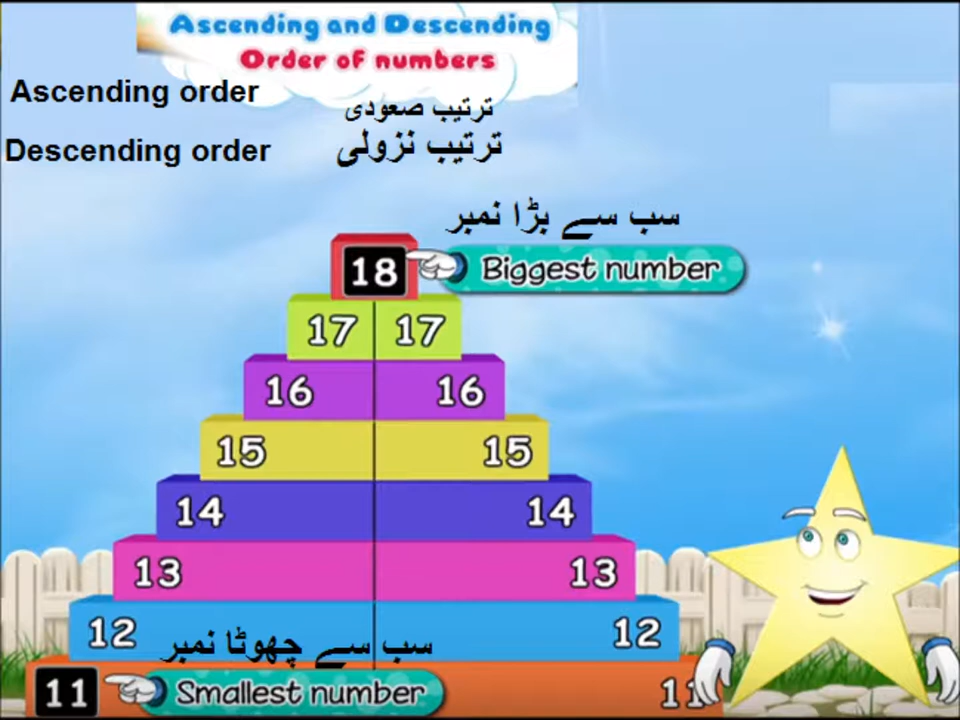 Ascending and Descending
Order of numbers
Ascending order
ترتیب صعودی
Descending order
ترتیب نزولی
سب سے بڑا نمبر
18
Biggest number
17 17
16 16
15 15
14 14
13 13
12 12
سب سے چھوٹا نمبر
11 Smallest number 11